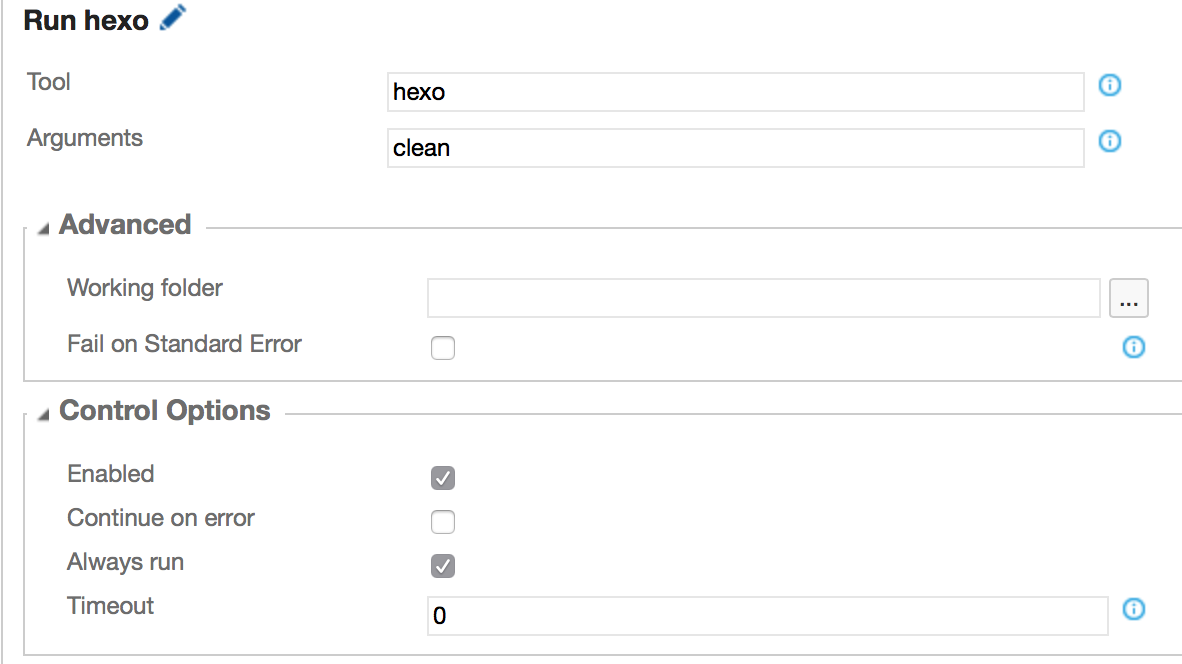 Run hexo
Tool
hexo
Arguments
clean
Advanced
Working folder
...
Fail on Standard Error
Control Options
Enabled
Continue on error
Always run
Timeout
0